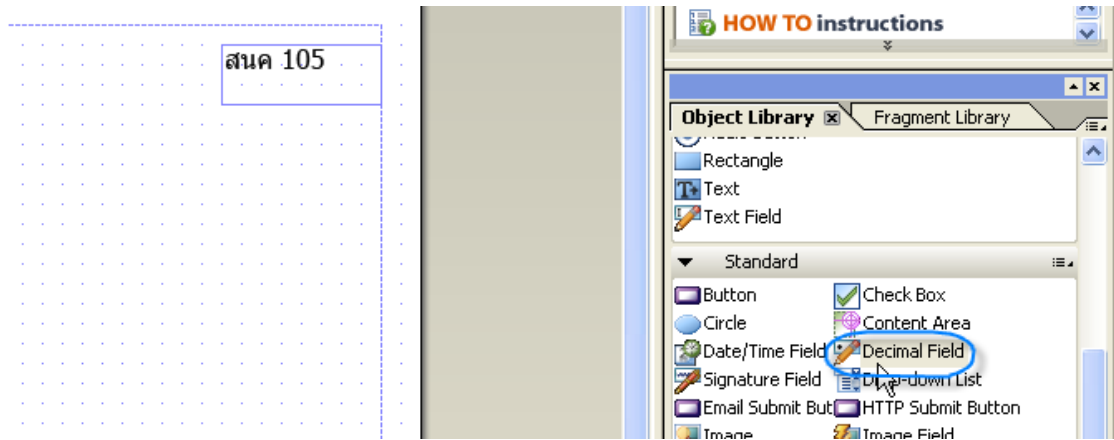 สนค 105
HOW TO instructions
Object Library
Fragment Library
Radio Button
Rectangle
Text
Text Field
Standard
Button
Check Box
Circle
Content Area
Date/Time Field
Decimal Field
Signature Field
Drop-down List
Email Submit But
HTTP Submit Button
Image
Image Field